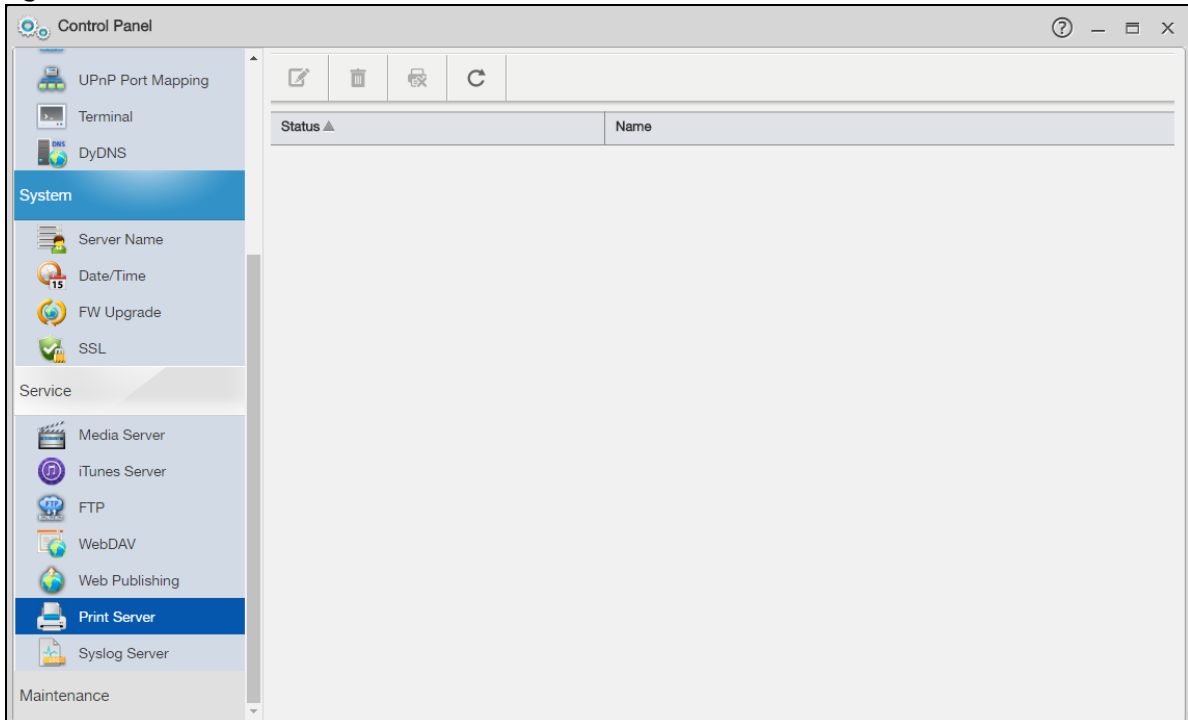 Control Panel
UPnP Port Mapping
Terminal
DNS
DyDNS
System
Server Name
15
Date/Time
FW Upgrade
SSL
Service
Media Server
iTunes Server
FTP
FTP
WebDAV
Web Publishing
Print Server
Syslog Server
Maintenance
Status
Name